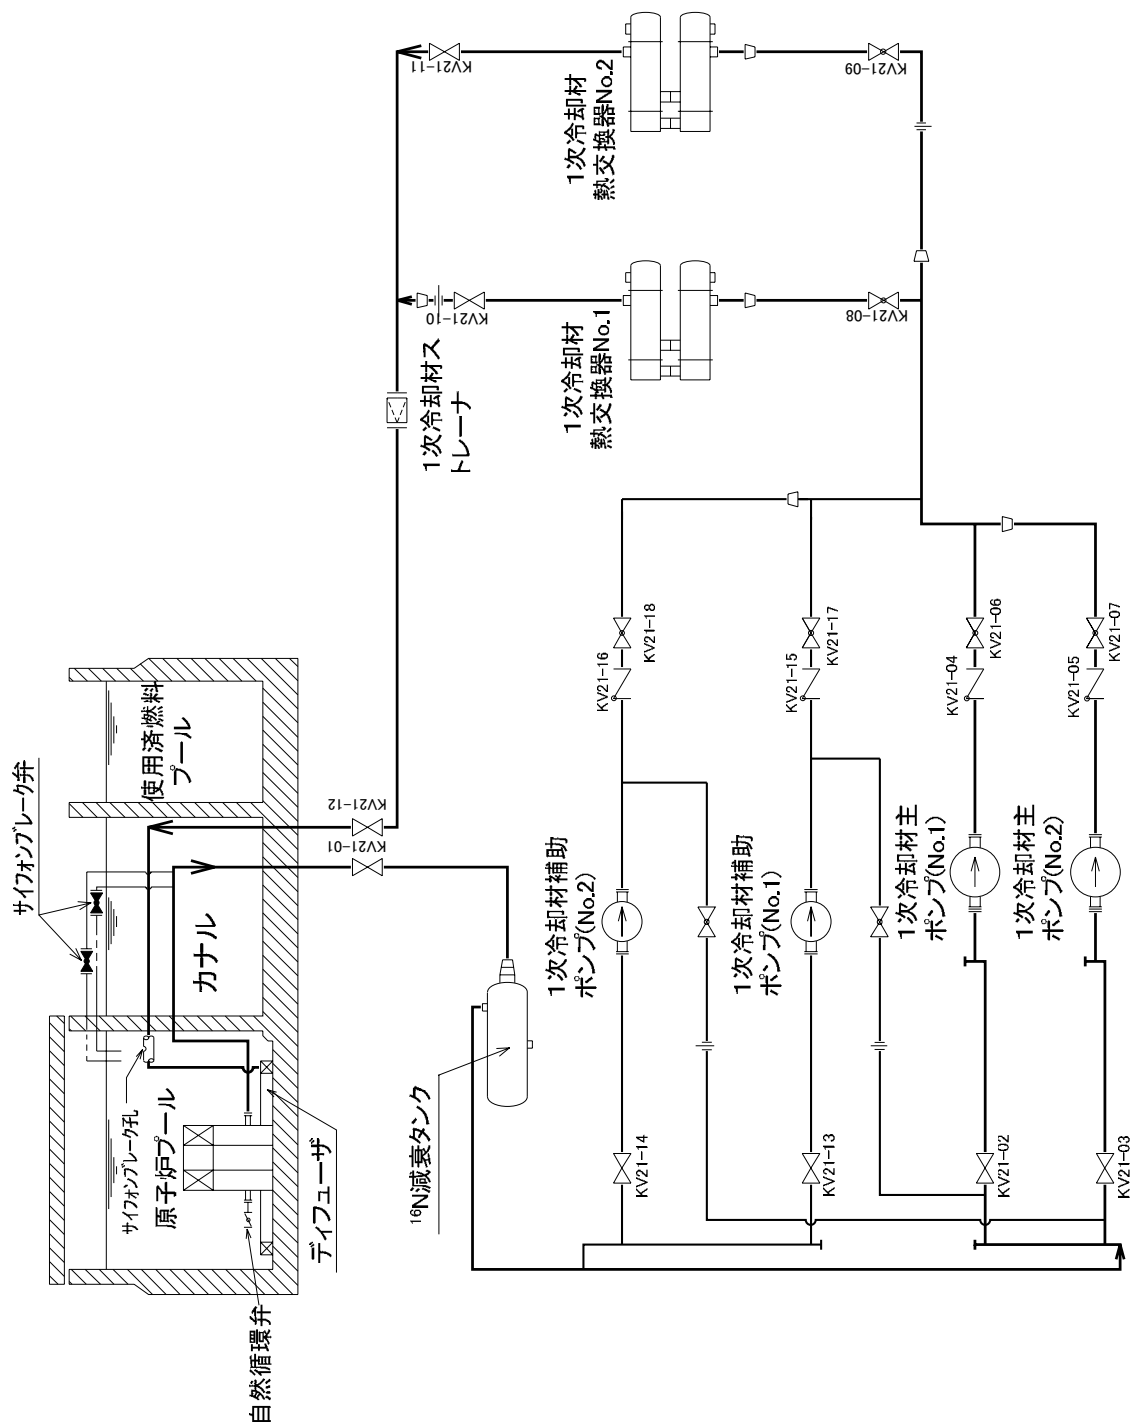 サイフォンブレーク弁
使用済燃料
プール
カナル
サイフォンブレーク孔
原子炉プール
ディフューザ
自然循環弁
KV21-12
KV21-01
¹⁶N減衰タンク
1次冷却材ス
トレーナ
KV21-11
KV21-10
1次冷却材
熱交換器No.2
1次冷却材
熱交換器No.1
KV21-09
KV21-08
KV21-16
KV21-18
KV21-15
KV21-17
KV21-04
KV21-06
KV21-05
KV21-07
1次冷却材補助
ポンプ(No.2)
1次冷却材補助
ポンプ(No.1)
1次冷却材主
ポンプ(No.1)
1次冷却材主
ポンプ(No.2)
KV21-14
KV21-13
KV21-02
KV21-03